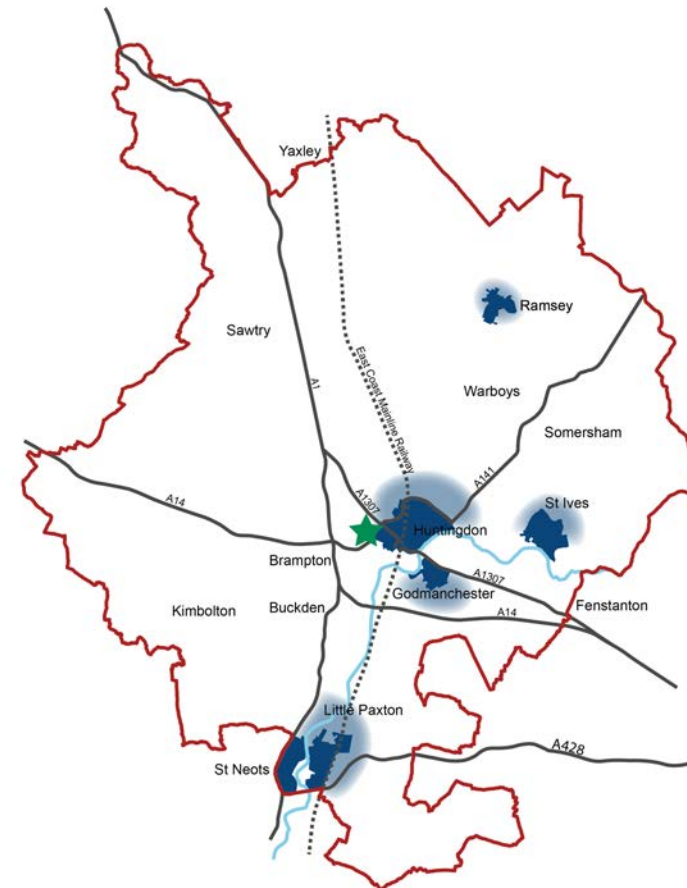 Yaxley
Ramsey
Sawtry
East Coast Mainline Railway
A1
Warboys
Somersham
A141
A14
A1307
St Ives
Huntingdon
Brampton
A1307
Godmanchester
Kimbolton
Buckden
A14
Fenstanton
Little Paxton
A428
St Neots